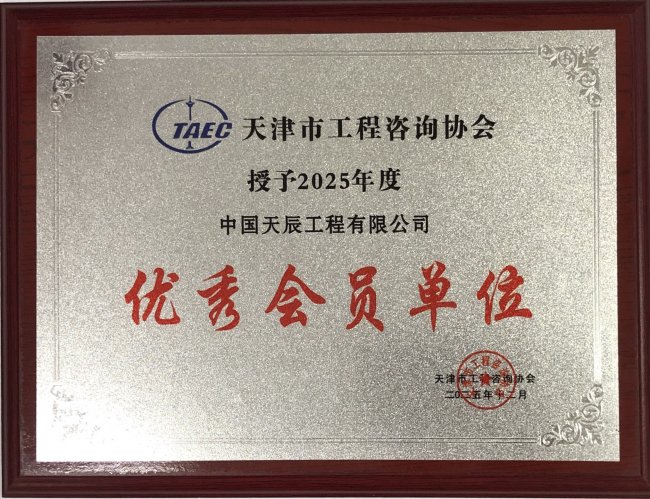 TAEC 天津市工程咨询协会
授予2025年度
中国天辰工程有限公司
优秀会员单位
天津市工程咨询协会
二〇二五年十二月